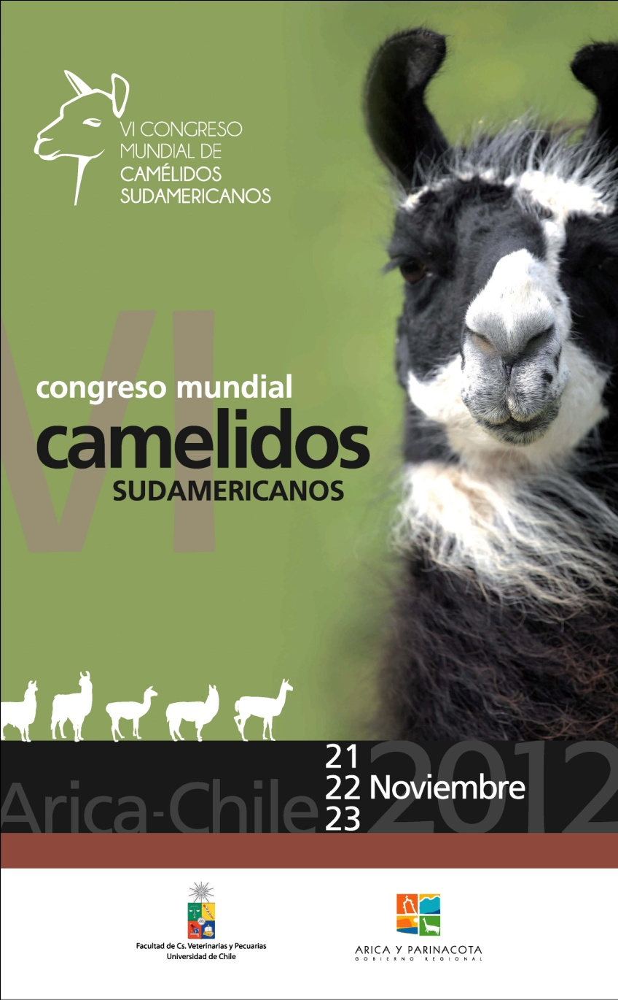 VI CONGRESO
MUNDIAL DE
CAMÉLIDOS
SUDAMERICANOS
VI
congreso mundial
camelidos
SUDAMERICANOS
Arica-Chile
21
22 Noviembre
23
2012
Facultad de Cs. Veterinarias y Pecuarias
Universidad de Chile
ARICA Y PARINACOTA
GOBIERNO REGIONAL